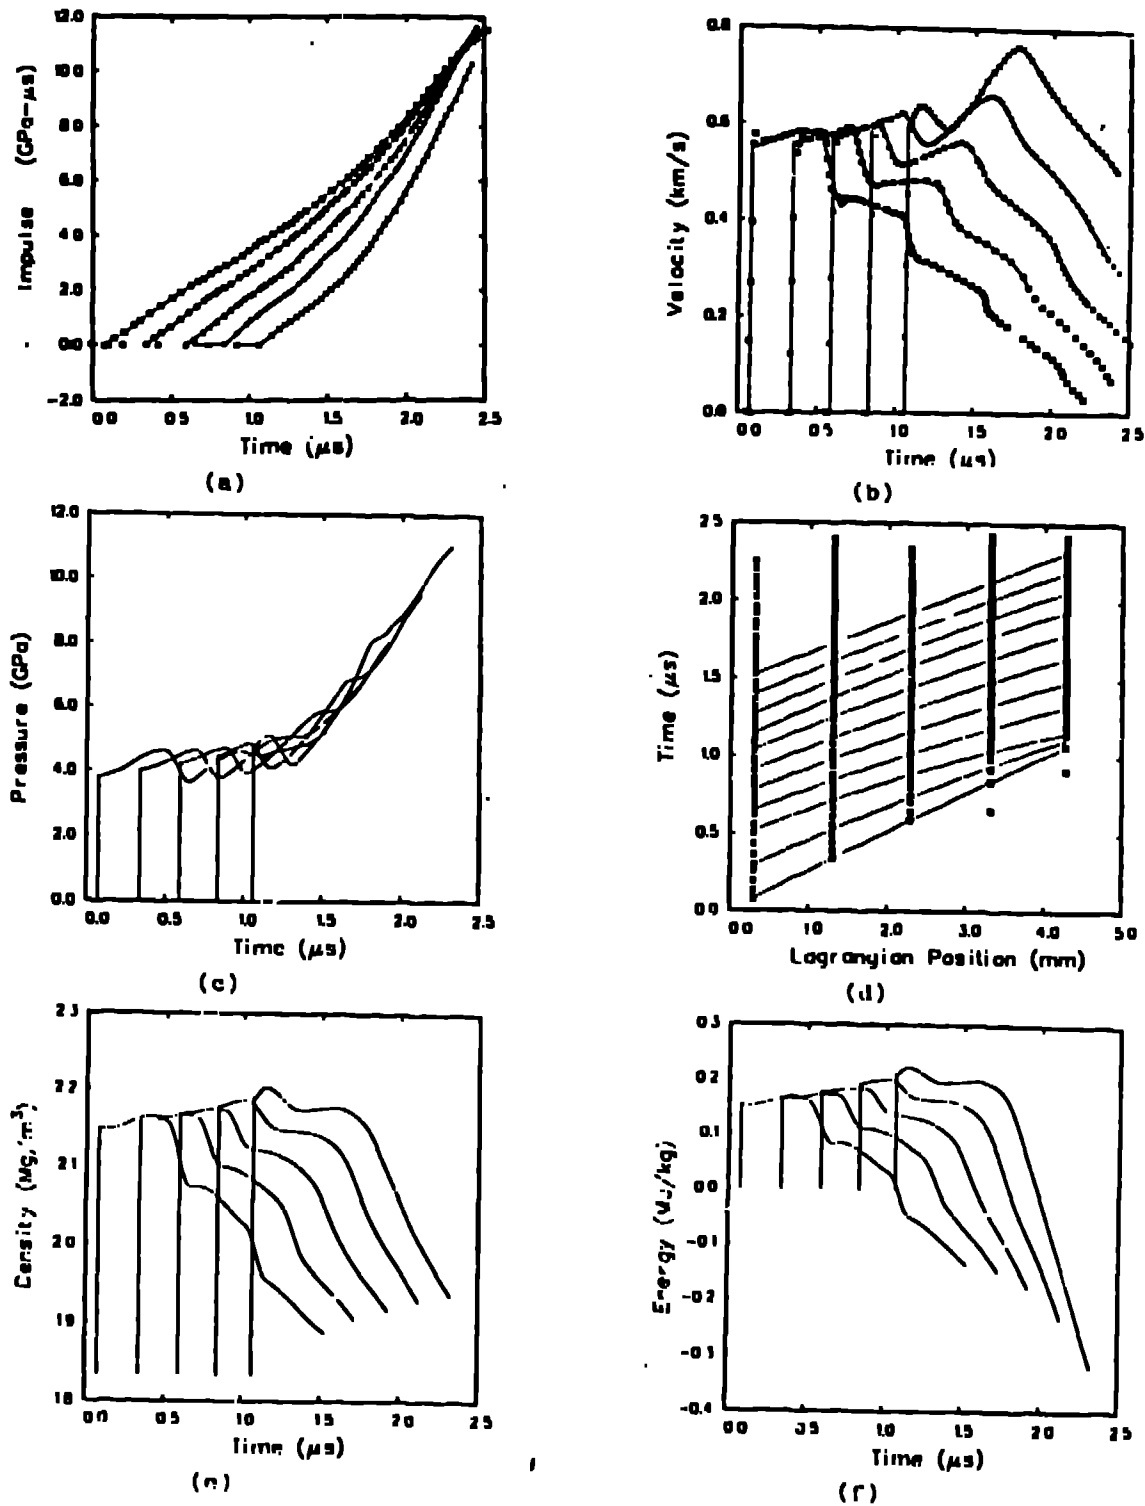 12.0
10.0
8.0
6.0
4.0
2.0
0.0
-2.0
Impulse (GPa-μs)
0.0 0.5 1.0 1.5 2.0 2.5
Time (μs)
(a)
0.8
0.6
0.4
0.2
0.0
Velocity (km/s)
0.0 0.5 1.0 1.5 2.0 2.5
Time (μs)
(b)
12.0
10.0
8.0
6.0
4.0
2.0
0.0
Pressure (GPa)
0.0 0.5 1.0 1.5 2.0 2.5
Time (μs)
(c)
2.5
2.0
1.5
1.0
0.5
0.0
Time (μs)
0.0 1.0 2.0 3.0 4.0 5.0
Lagrangian Position (mm)
(d)
2.3
2.2
2.1
2.0
1.9
1.8
Density (Mg/m³)
0.0 0.5 1.0 1.5 2.0 2.5
Time (μs)
(e)
0.3
0.2
0.1
0.0
-0.1
-0.2
-0.3
-0.4
Energy (MJ/kg)
0.0 0.5 1.0 1.5 2.0 2.5
Time (μs)
(f)